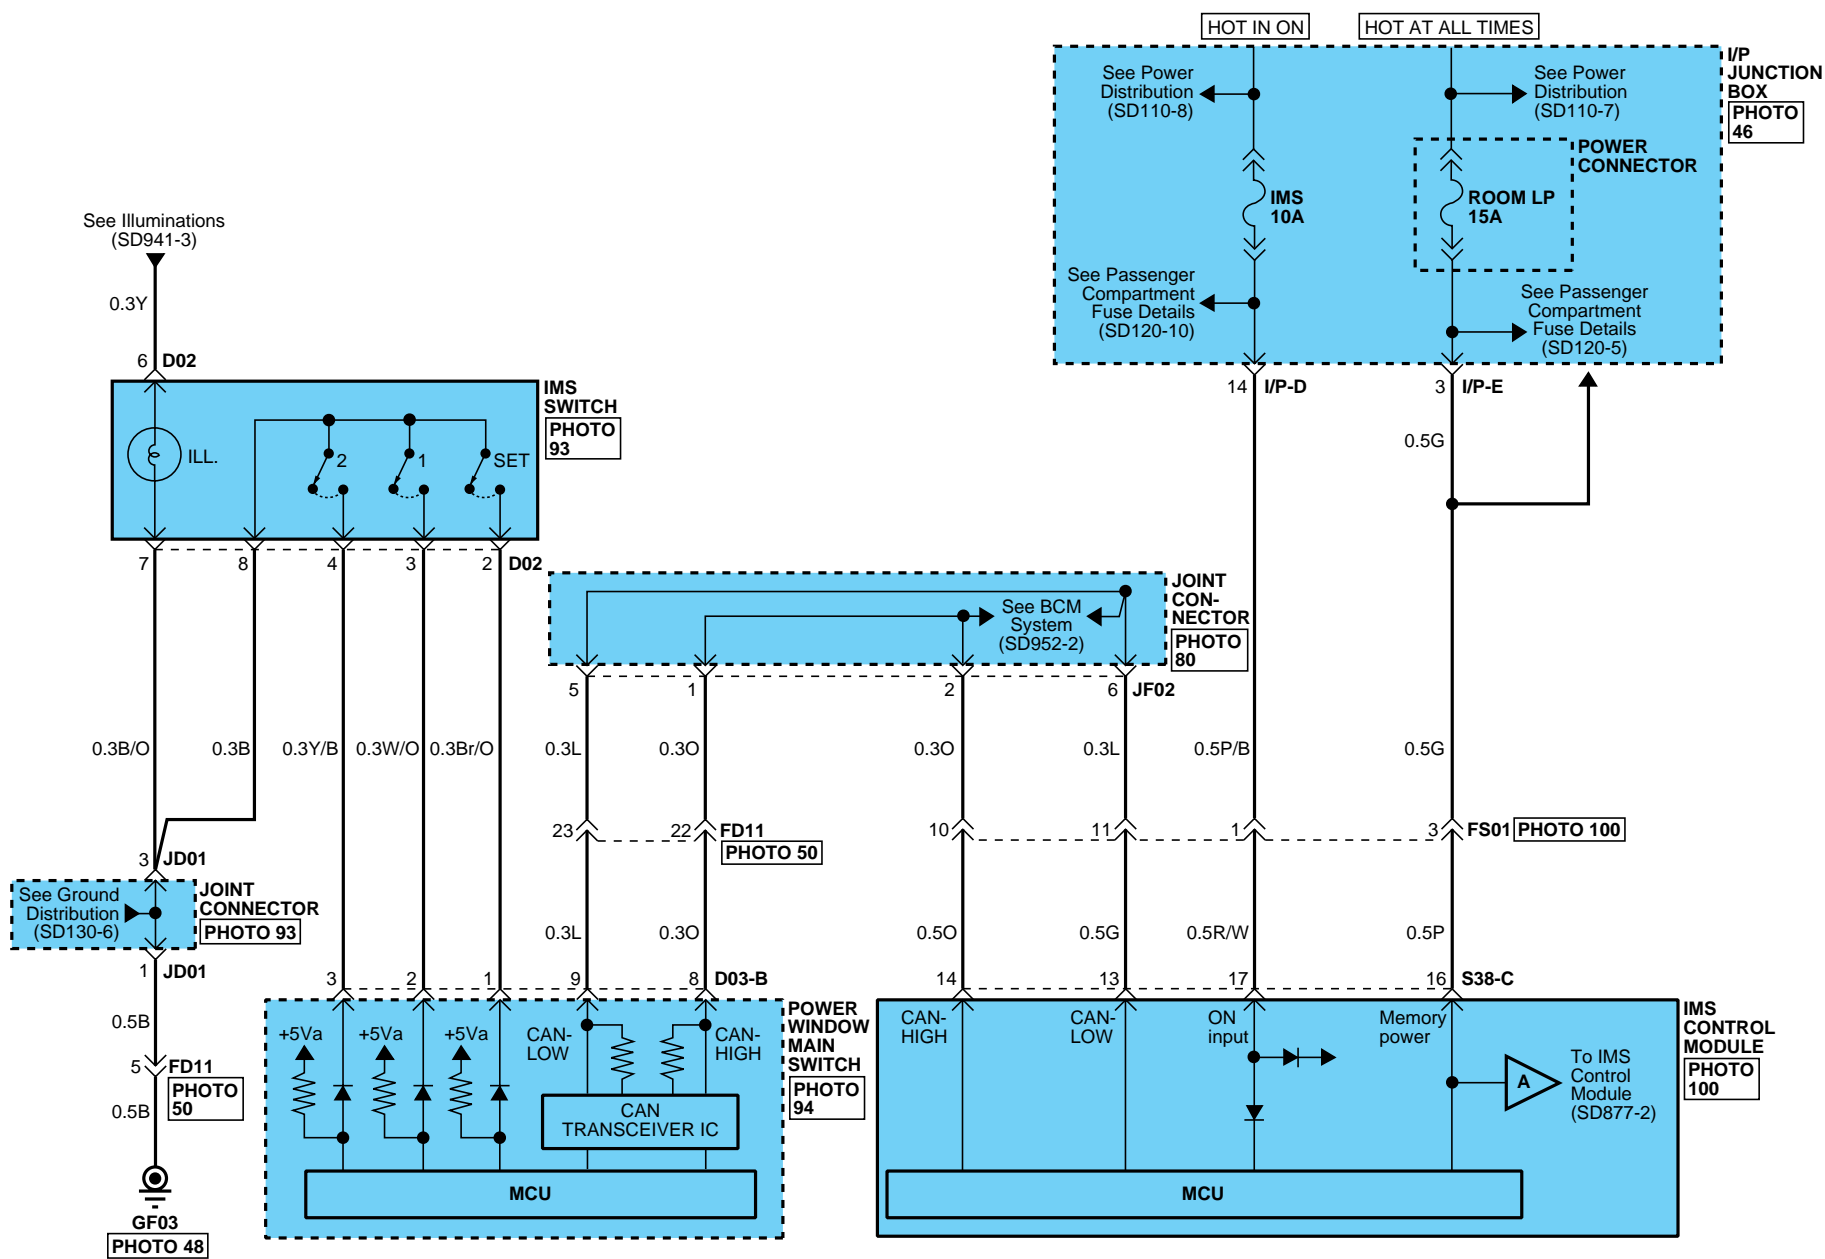 HOT IN ON
HOT AT ALL TIMES
I/P
JUNCTION
BOX
PHOTO
46
See Power
Distribution
(SD110-8)
See Power
Distribution
(SD110-7)
POWER
CONNECTOR
IMS
10A
ROOM LP
15A
See Passenger
Compartment
Fuse Details
(SD120-10)
See Passenger
Compartment
Fuse Details
(SD120-5)
14 I/P-D
3 I/P-E
0.5G
See Illuminations
(SD941-3)
0.3Y
6 D02
IMS
SWITCH
PHOTO
93
ILL.
2
1
SET
7
8
4
3
2
D02
JOINT
CON-
NECTOR
PHOTO
80
See BCM
System
(SD952-2)
5
1
2
6
JF02
0.3B/O
0.3B
0.3Y/B
0.3W/O
0.3Br/O
0.3L
0.3O
0.3O
0.3L
0.5P/B
0.5G
23
22
FD11
PHOTO 50
10
11
1
3
FS01
PHOTO 100
3 JD01
See Ground
Distribution
(SD130-6)
JOINT
CONNECTOR
PHOTO 93
1 JD01
0.3L
0.3O
0.5O
0.5G
0.5R/W
0.5P
3
2
1
9
8
D03-B
14
13
17
16
S38-C
0.5B
5 FD11
PHOTO
50
0.5B
GF03
PHOTO 48
+5Va
+5Va
+5Va
CAN-
LOW
CAN-
HIGH
CAN
TRANSCEIVER IC
MCU
POWER
WINDOW
MAIN
SWITCH
PHOTO
94
CAN-
HIGH
CAN-
LOW
ON
input
Memory
power
A
To IMS
Control
Module
(SD877-2)
MCU
IMS
CONTROL
MODULE
PHOTO
100